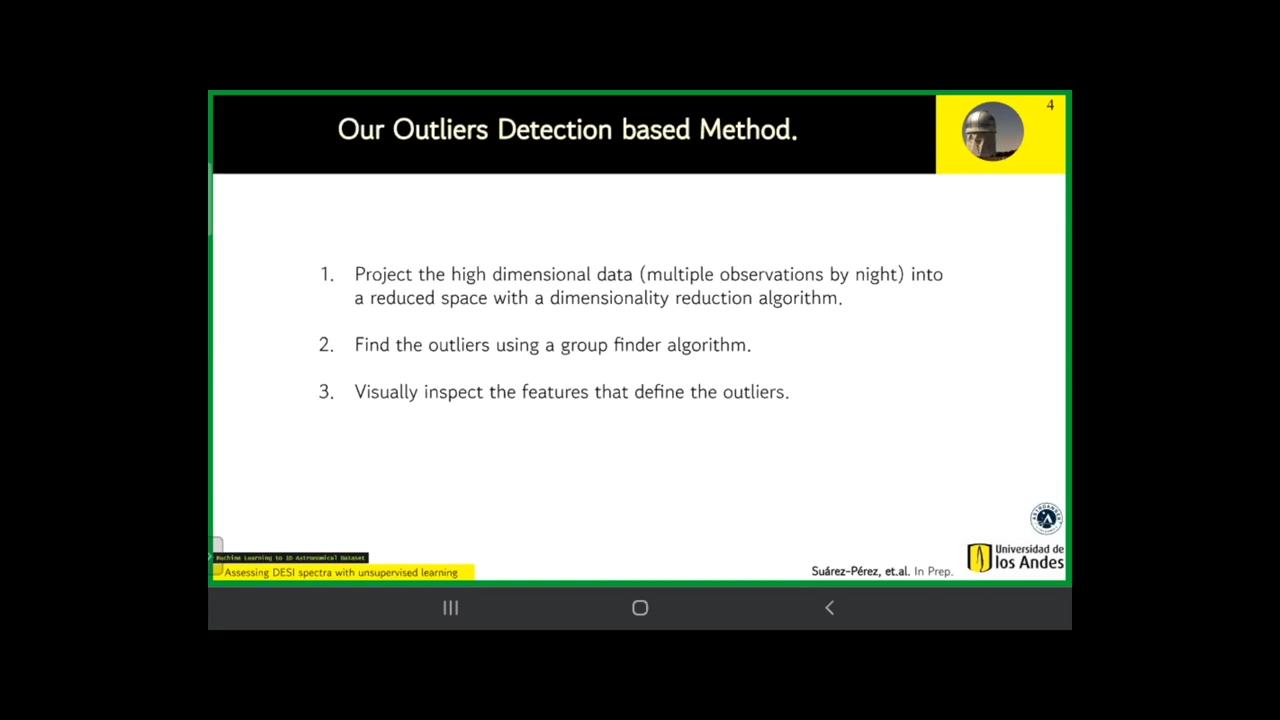 Our Outliers Detection based Method.
4
1. Project the high dimensional data (multiple observations by night) into
a reduced space with a dimensionality reduction algorithm.
2. Find the outliers using a group finder algorithm.
3. Visually inspect the features that define the outliers.
Machine Learning to 1D Astronomical Dataset
Assessing DESI spectra with unsupervised learning
Suárez-Pérez, et.al. In Prep.
Universidad de
los Andes